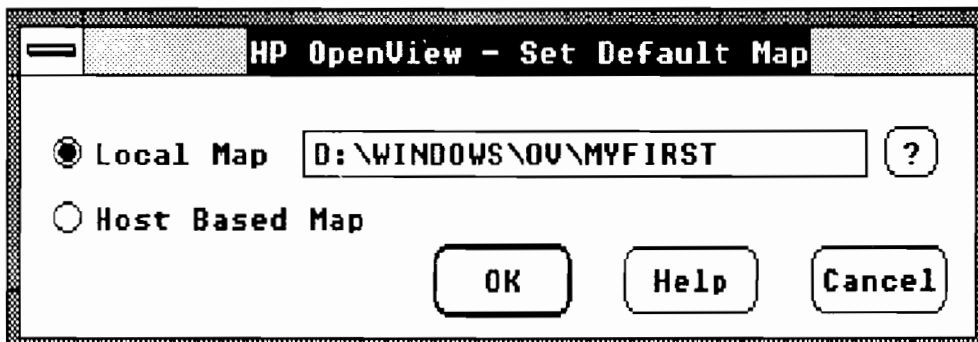 HP OpenView - Set Default Map
Local Map D:\WINDOWS\OV\MYFIRST ?
Host Based Map
OK Help Cancel